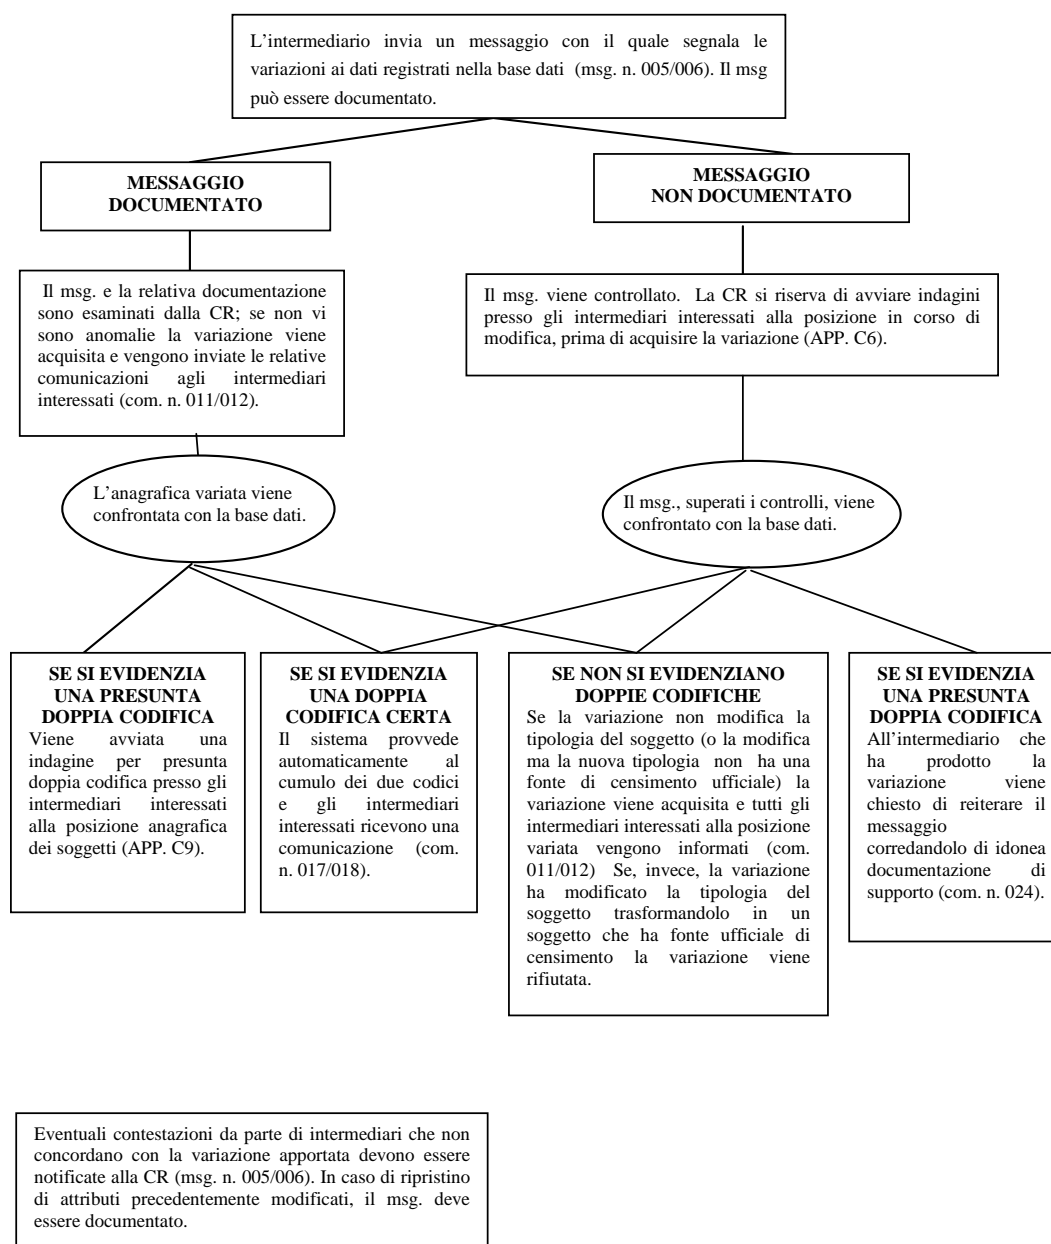 L'intermediario invia un messaggio con il quale segnala le
variazioni ai dati registrati nella base dati (msg. n. 005/006). Il msg
può essere documentato.
MESSAGGIO
DOCUMENTATO
MESSAGGIO
NON DOCUMENTATO
Il msg. e la relativa documentazione
sono esaminati dalla CR; se non vi
sono anomalie la variazione viene
acquisita e vengono inviate le relative
comunicazioni agli intermediari
interessati (com. n. 011/012).
Il msg. viene controllato. La CR si riserva di avviare indagini
presso gli intermediari interessati alla posizione in corso di
modifica, prima di acquisire la variazione (APP. C6).
L'anagrafica variata viene
confrontata con la base dati.
Il msg., superati i controlli, viene
confrontato con la base dati.
SE SI EVIDENZIA
UNA PRESUNTA
DOPPIA CODIFICA
Viene avviata una
indagine per presunta
doppia codifica presso gli
intermediari interessati
alla posizione anagrafica
dei soggetti (APP. C9).
SE SI EVIDENZIA
UNA DOPPIA
CODIFICA CERTA
Il sistema provvede
automaticamente al
cumulo dei due codici
e gli intermediari
interessati ricevono una
comunicazione (com.
n. 017/018).
SE NON SI EVIDENZIANO
DOPPIE CODIFICHE
Se la variazione non modifica la
tipologia del soggetto (o la modifica
ma la nuova tipologia non ha una
fonte di censimento ufficiale) la
variazione viene acquisita e tutti gli
intermediari interessati alla posizione
variata vengono informati (com.
011/012) Se, invece, la variazione
ha modificato la tipologia del
soggetto trasformandolo in un
soggetto che ha fonte ufficiale di
censimento la variazione viene
rifiutata.
SE SI EVIDENZIA
UNA PRESUNTA
DOPPIA CODIFICA
All'intermediario che
ha prodotto la
variazione viene
chiesto di reiterare il
messaggio
corredandolo di idonea
documentazione di
supporto (com. n. 024).
Eventuali contestazioni da parte di intermediari che non
concordano con la variazione apportata devono essere
notificate alla CR (msg. n. 005/006). In caso di ripristino
di attributi precedentemente modificati, il msg. deve
essere documentato.